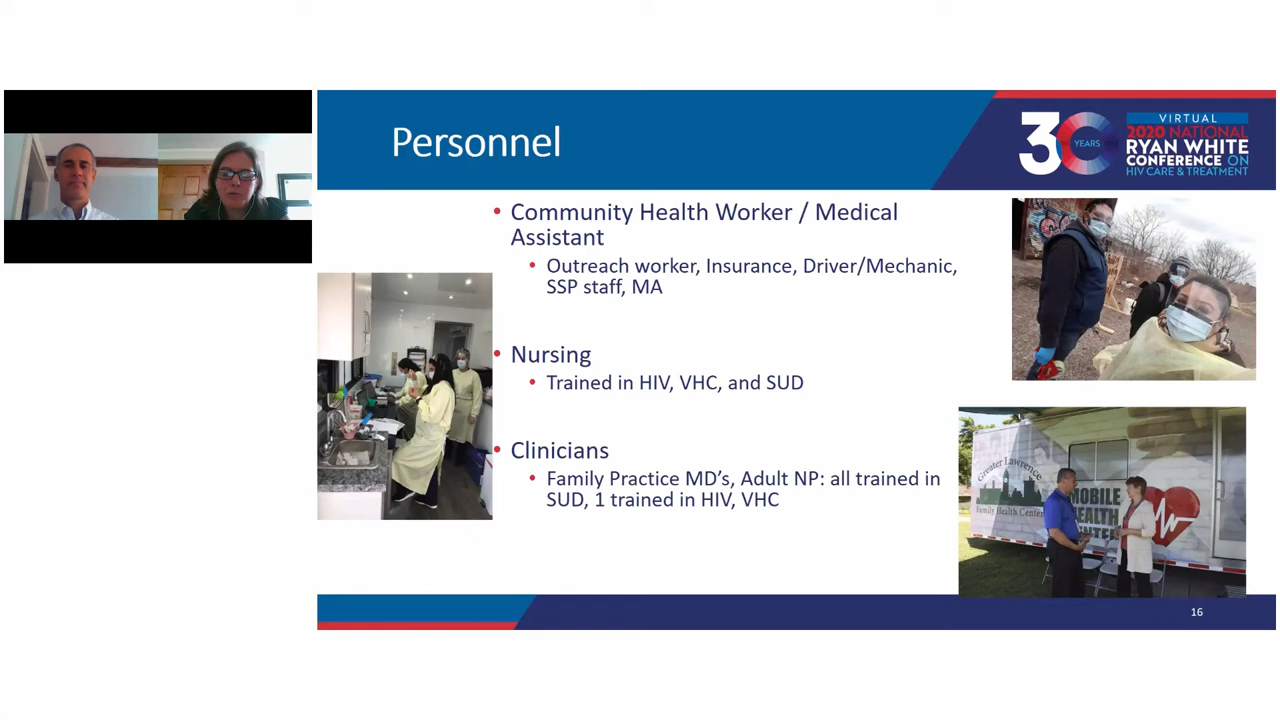 Personnel
30
YEARS
VIRTUAL
2020 NATIONAL
RYAN WHITE
CONFERENCE ON
HIV CARE & TREATMENT
• Community Health Worker / Medical
Assistant
• Outreach worker, Insurance, Driver/Mechanic,
SSP staff, MA
• Nursing
• Trained in HIV, VHC, and SUD
• Clinicians
• Family Practice MD’s, Adult NP: all trained in
SUD, 1 trained in HIV, VHC
Greater Lawrence
Family Health Center
MOBILE
HEALTH
CENTER
16